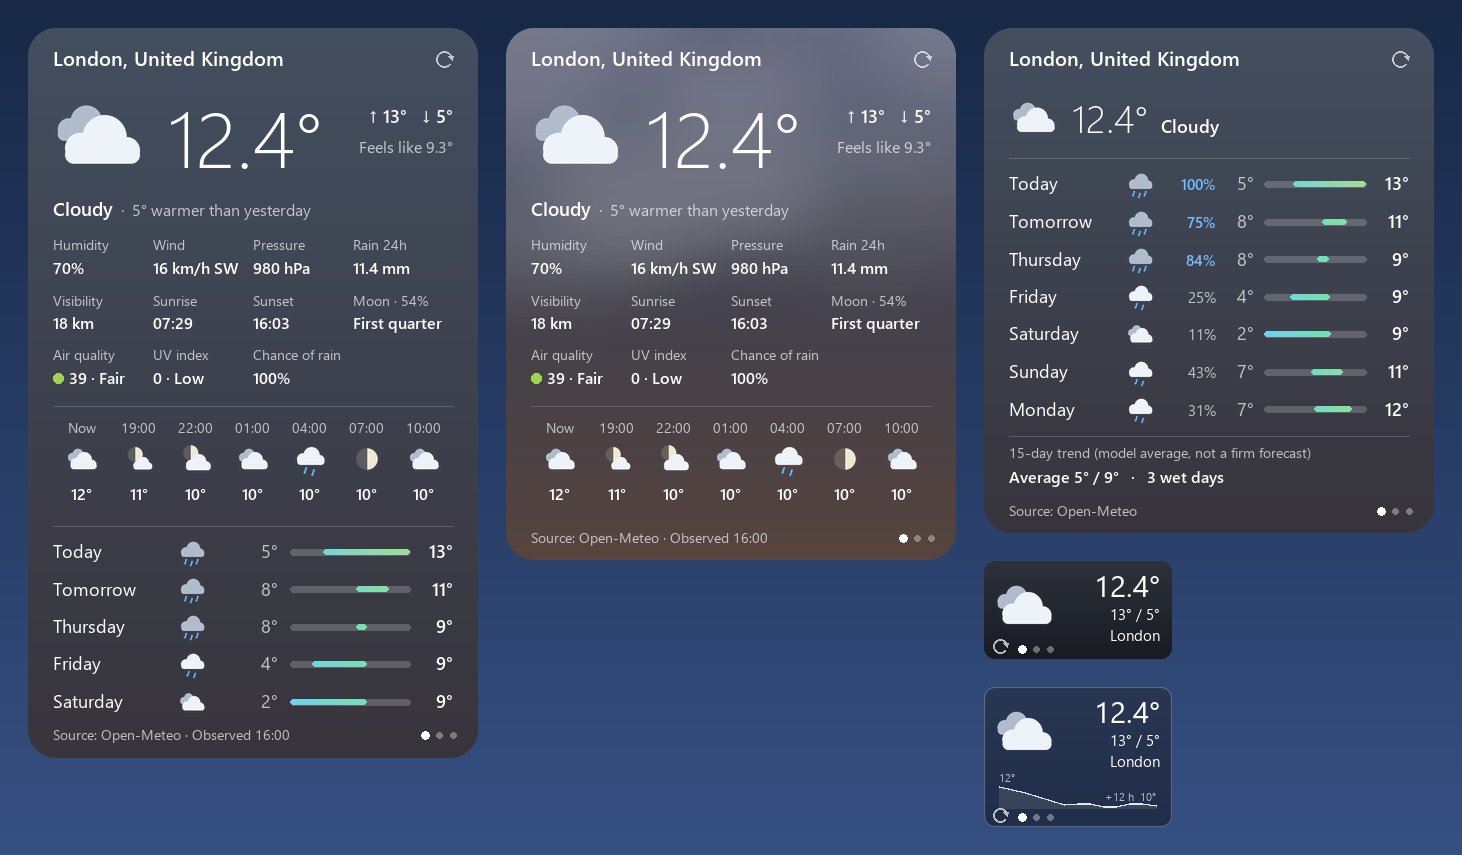 London, United Kingdom
12.4°
↑ 13° ↓ 5°
Feels like 9.3°
Cloudy · 5° warmer than yesterday
Humidity Wind Pressure Rain 24h
70% 16 km/h SW 980 hPa 11.4 mm
Visibility Sunrise Sunset Moon · 54%
18 km 07:29 16:03 First quarter
Air quality UV index Chance of rain
39 · Fair 0 · Low 100%
Now 19:00 22:00 01:00 04:00 07:00 10:00
12° 11° 10° 10° 10° 10° 10°
Today 5° 13°
Tomorrow 8° 11°
Thursday 8° 9°
Friday 4° 9°
Saturday 2° 9°
Source: Open-Meteo · Observed 16:00
London, United Kingdom
12.4°
↑ 13° ↓ 5°
Feels like 9.3°
Cloudy · 5° warmer than yesterday
Humidity Wind Pressure Rain 24h
70% 16 km/h SW 980 hPa 11.4 mm
Visibility Sunrise Sunset Moon · 54%
18 km 07:29 16:03 First quarter
Air quality UV index Chance of rain
39 · Fair 0 · Low 100%
Now 19:00 22:00 01:00 04:00 07:00 10:00
12° 11° 10° 10° 10° 10° 10°
Source: Open-Meteo · Observed 16:00
London, United Kingdom
12.4° Cloudy
Today 100% 5° 13°
Tomorrow 75% 8° 11°
Thursday 84% 8° 9°
Friday 25% 4° 9°
Saturday 11% 2° 9°
Sunday 43% 7° 11°
Monday 31% 7° 12°
15-day trend (model average, not a firm forecast)
Average 5° / 9° · 3 wet days
Source: Open-Meteo
12.4°
13° / 5°
London
12.4°
13° / 5°
London
12°
+12 h 10°